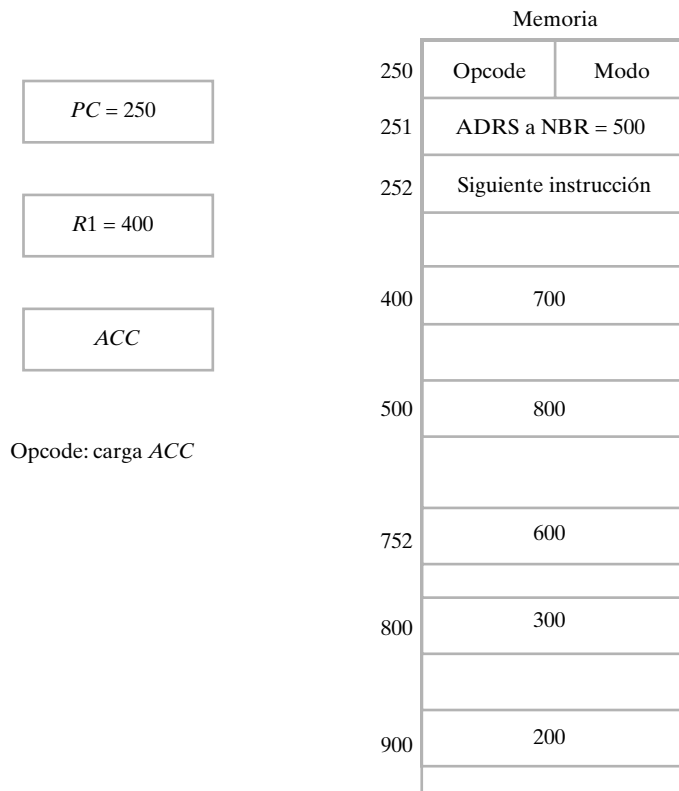 Memoria
250 Opcode Modo
PC = 250
251 ADRS a NBR = 500
252 Siguiente instrucción
R1 = 400
400 700
ACC
500 800
Opcode: carga ACC
752 600
800 300
900 200